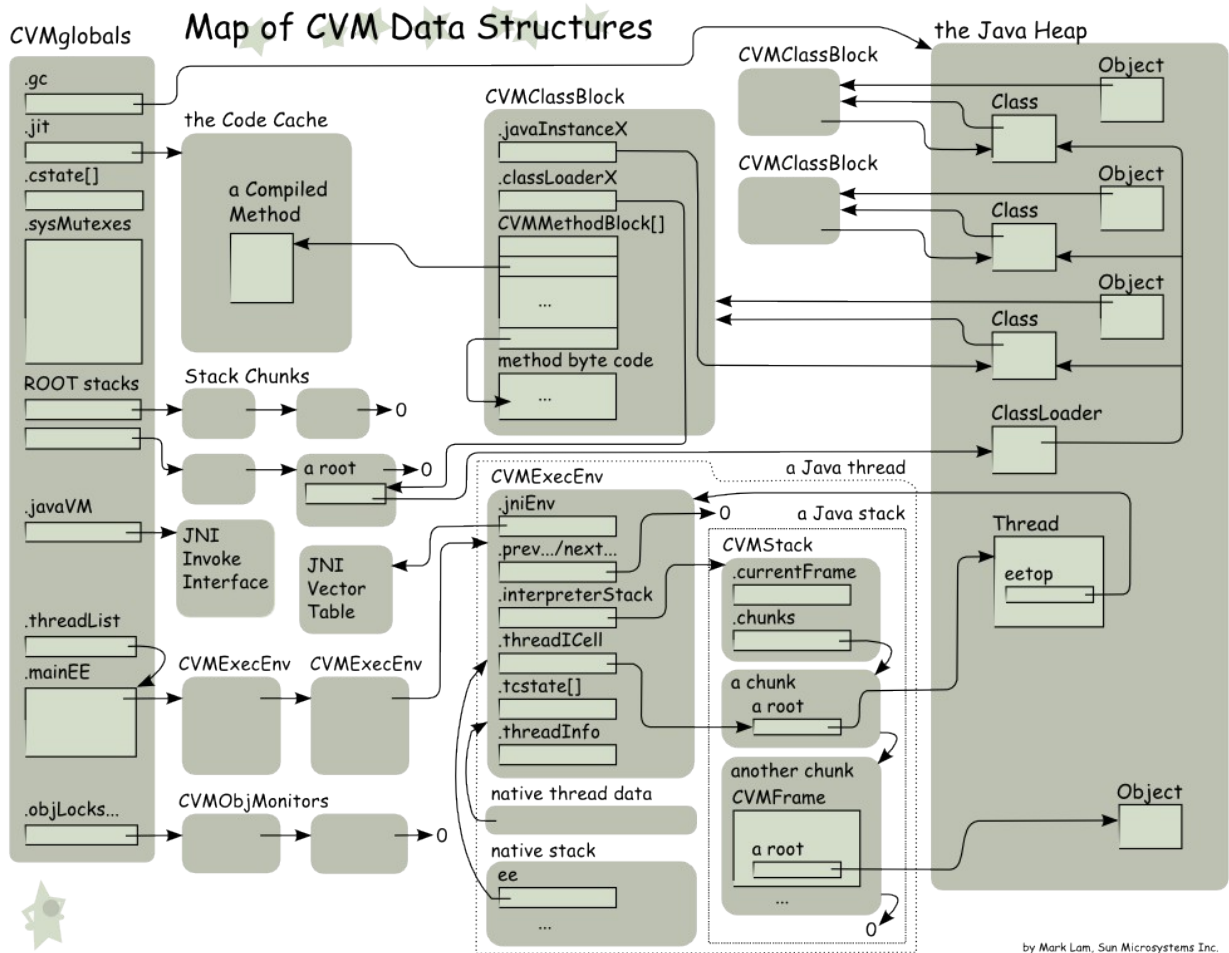 Map of CVM Data Structures
CVMglobals
.gc
.jit
.cstate[]
.sysMutexes
ROOT stacks
.javaVM
.threadList
.mainEE
.objLocks...
the Code Cache
a Compiled
Method
Stack Chunks
0
a root
0
JNI
Invoke
Interface
JNI
Vector
Table
CVMExecEnv
CVMExecEnv
CVMObjMonitors
0
CVMClassBlock
.javaInstanceX
.classLoaderX
CVMMethodBlock[]
...
method byte code
...
CVMClassBlock
CVMClassBlock
a Java thread
CVMExecEnv
.jniEnv
.prev.../next...
.interpreterStack
.threadICell
.tcstate[]
.threadInfo
native thread data
native stack
ee
...
0
a Java stack
CVMStack
.currentFrame
.chunks
a chunk
a root
another chunk
CVMFrame
a root
...
0
the Java Heap
Object
Class
Object
Class
Object
Class
ClassLoader
Thread
eetop
Object
by Mark Lam, Sun Microsystems Inc.